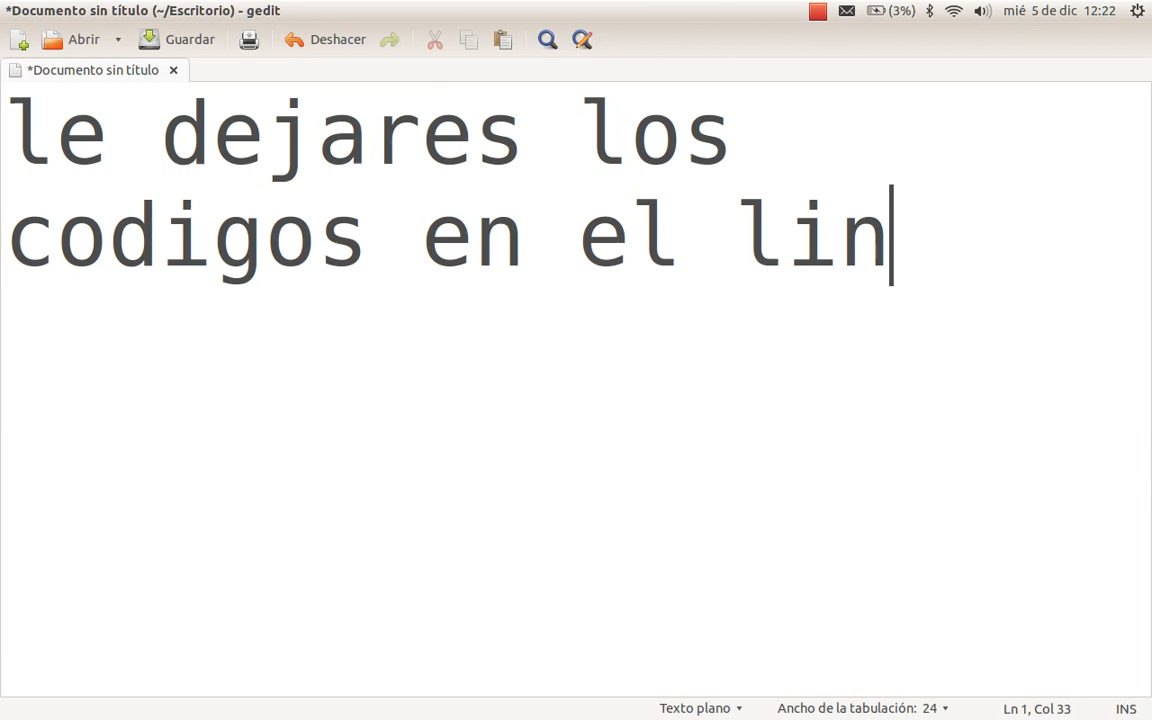 *Documento sin título (~/Escritorio) - gedit
(3%) mié 5 de dic 12:22
Abrir Guardar Deshacer
*Documento sin título
le dejares los
codigos en el lin
Texto plano Ancho de la tabulación: 24 Ln 1, Col 33 INS